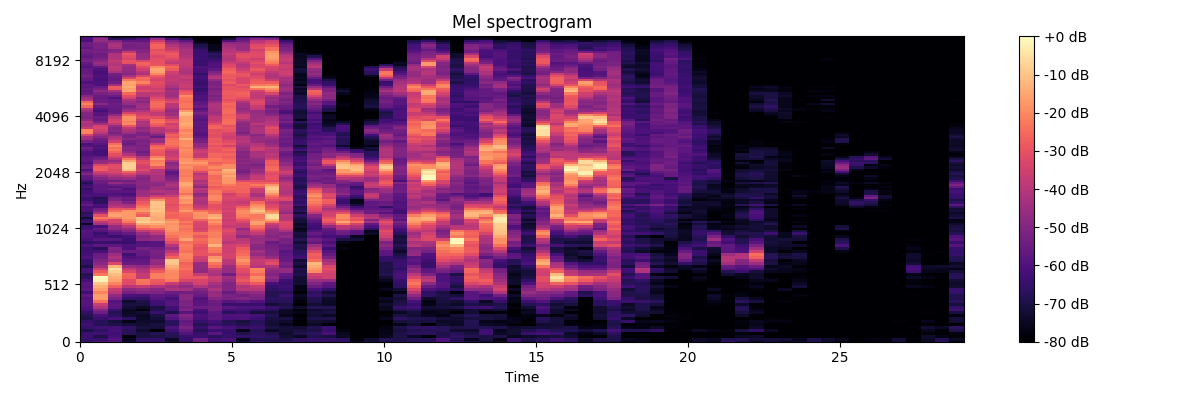 Mel spectrogram
8192
4096
2048
1024
512
0
Hz
0 5 10 15 20 25
Time
+0 dB
-10 dB
-20 dB
-30 dB
-40 dB
-50 dB
-60 dB
-70 dB
-80 dB